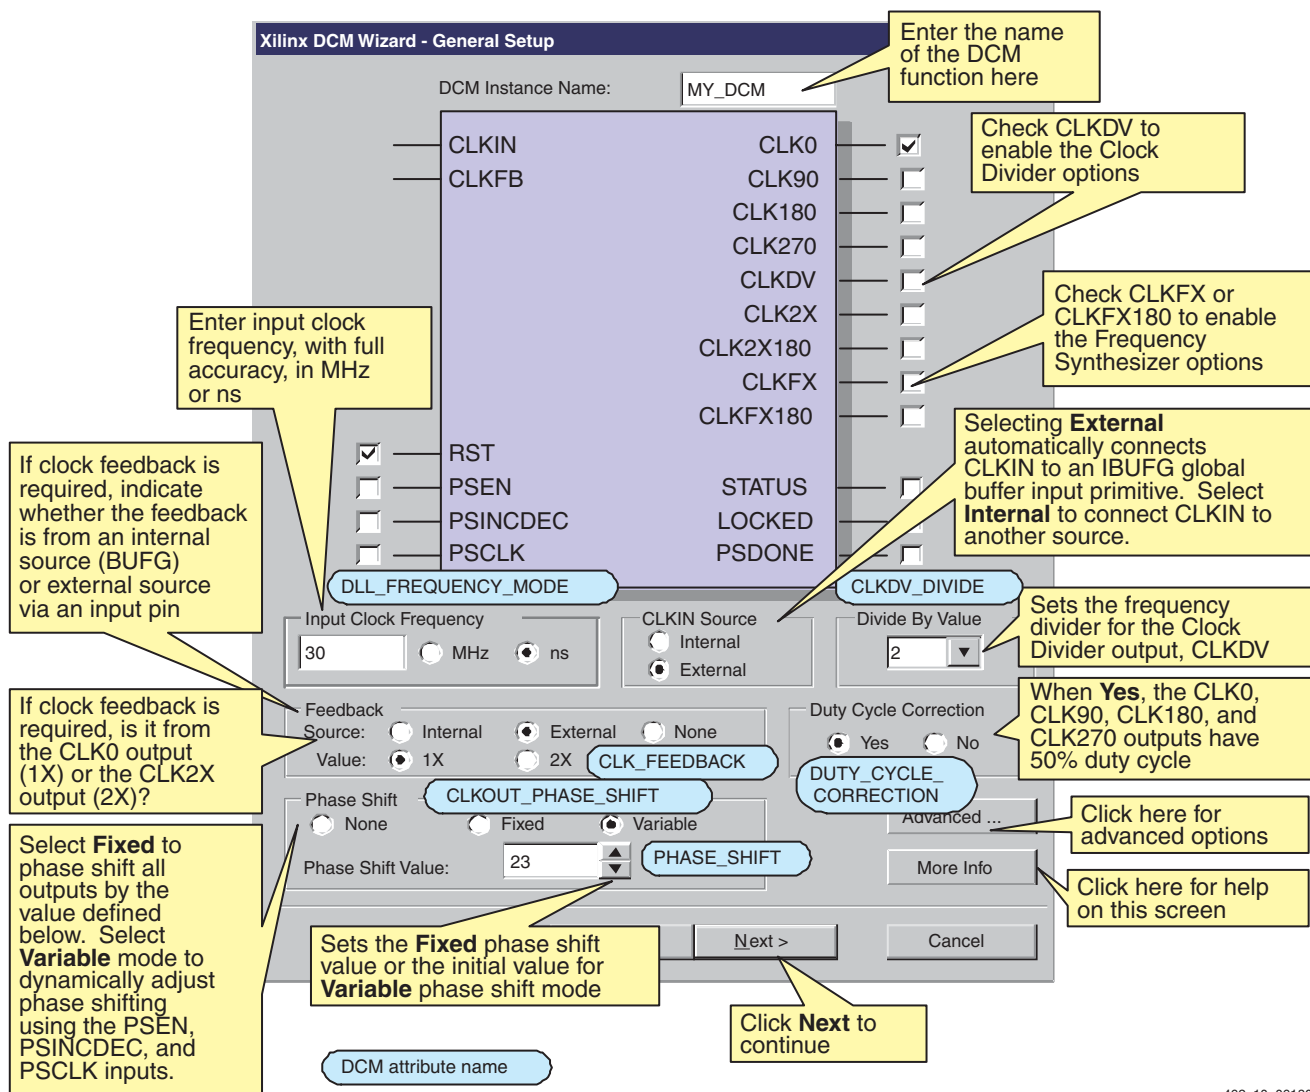 Xilinx DCM Wizard - General Setup
Enter the name
of the DCM
function here
DCM Instance Name:
MY_DCM
CLKIN
CLKFB
CLK0
CLK90
CLK180
CLK270
CLKDV
CLK2X
CLK2X180
CLKFX
CLKFX180
RST
PSEN
PSINCDEC
PSCLK
STATUS
LOCKED
PSDONE
Check CLKDV to
enable the Clock
Divider options
Check CLKFX or
CLKFX180 to enable
the Frequency
Synthesizer options
Enter input clock
frequency, with full
accuracy, in MHz
or ns
If clock feedback is
required, indicate
whether the feedback
is from an internal
source (BUFG)
or external source
via an input pin
Selecting External
automatically connects
CLKIN to an IBUFG global
buffer input primitive. Select
Internal to connect CLKIN to
another source.
DLL_FREQUENCY_MODE
CLKDV_DIVIDE
Input Clock Frequency
30
MHz
ns
CLKIN Source
Internal
External
Divide By Value
2
Sets the frequency
divider for the Clock
Divider output, CLKDV
If clock feedback is
required, is it from
the CLK0 output
(1X) or the CLK2X
output (2X)?
Feedback
Source:
Internal
External
None
Value:
1X
2X
CLK_FEEDBACK
Duty Cycle Correction
Yes
No
DUTY_CYCLE_
CORRECTION
When Yes, the CLK0,
CLK90, CLK180, and
CLK270 outputs have
50% duty cycle
Phase Shift
CLKOUT_PHASE_SHIFT
None
Fixed
Variable
Phase Shift Value:
23
PHASE_SHIFT
Advanced ...
Click here for
advanced options
More Info
Click here for help
on this screen
Select Fixed to
phase shift all
outputs by the
value defined
below. Select
Variable mode to
dynamically adjust
phase shifting
using the PSEN,
PSINCDEC, and
PSCLK inputs.
Sets the Fixed phase shift
value or the initial value for
Variable phase shift mode
Next >
Cancel
Click Next to
continue
DCM attribute name